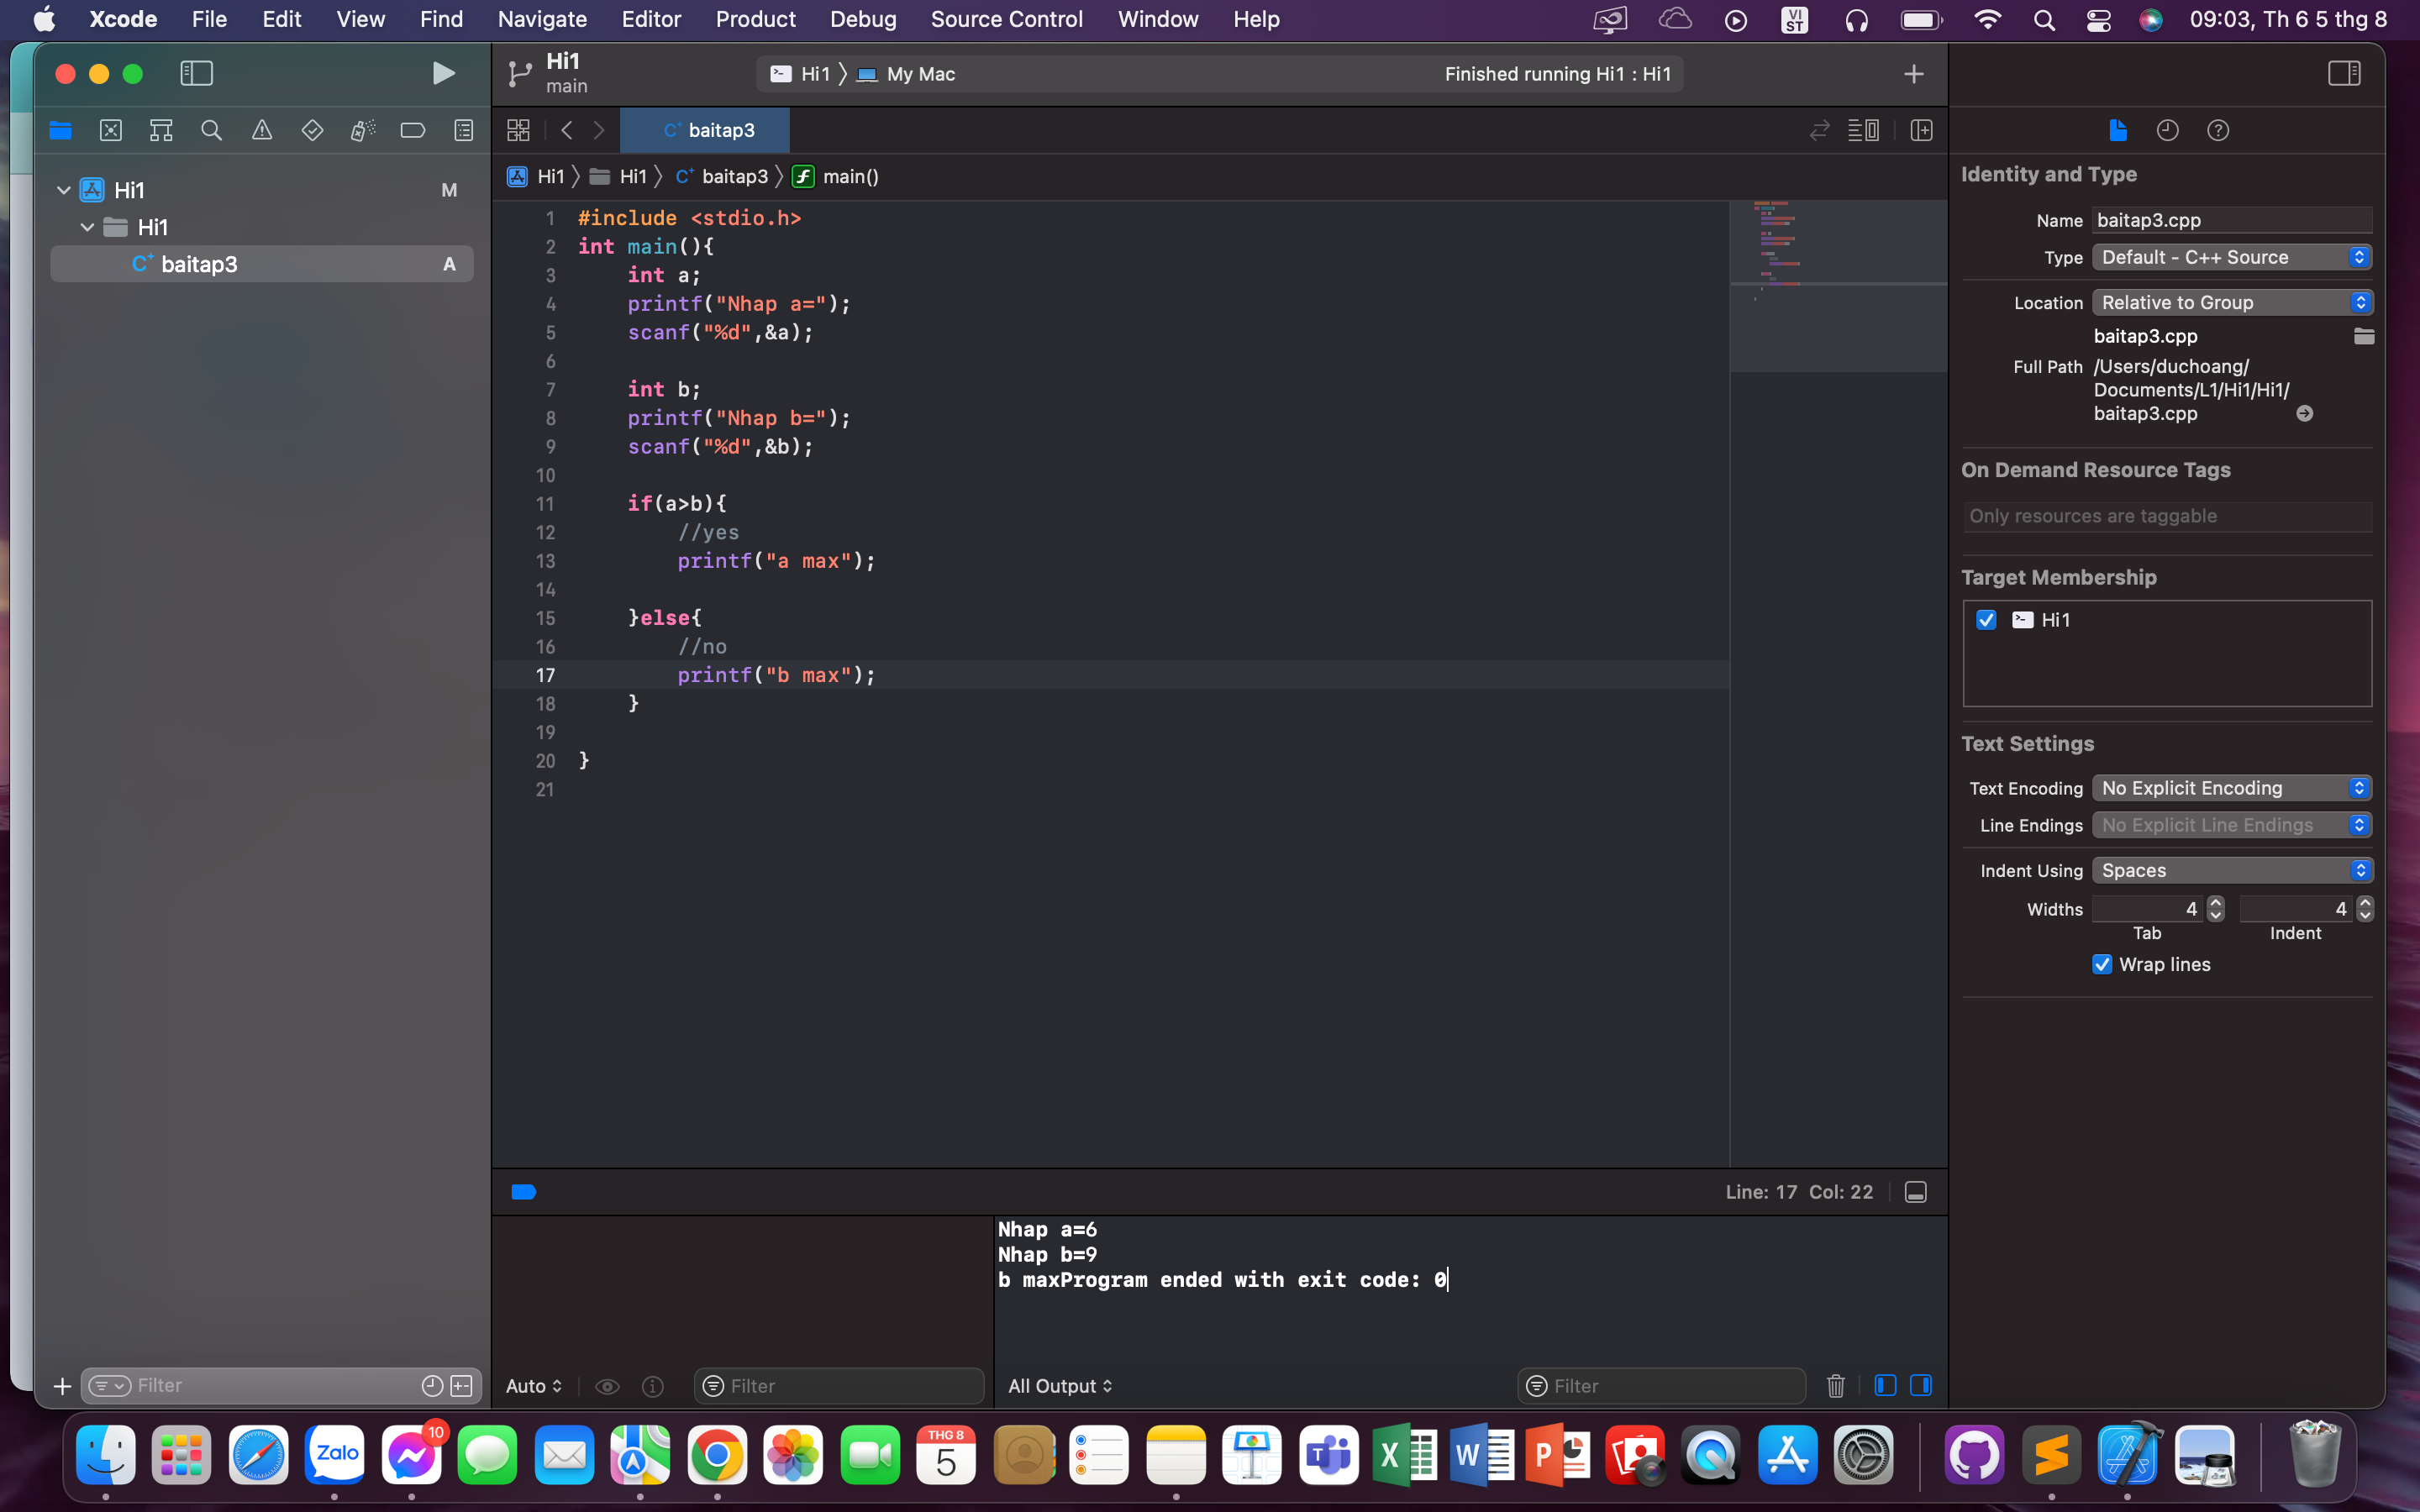 Xcode File Edit View Find Navigate Editor Product Debug Source Control Window Help VI ST 09:03, Th 6 5 thg 8
Hi1
main
Hi1 My Mac Finished running Hi1 : Hi1
baitap3
Hi1 M
Hi1
baitap3 A
Hi1 Hi1 baitap3 main()
1 #include <stdio.h>
2 int main(){
3 int a;
4 printf("Nhap a=");
5 scanf("%d",&a);
6
7 int b;
8 printf("Nhap b=");
9 scanf("%d",&b);
10
11 if(a>b){
12 //yes
13 printf("a max");
14
15 }else{
16 //no
17 printf("b max");
18 }
19
20 }
21
Line: 17 Col: 22
Nhap a=6
Nhap b=9
b maxProgram ended with exit code: 0
Filter
Auto
Filter
All Output
Filter
Identity and Type
Name baitap3.cpp
Type Default - C++ Source
Location Relative to Group
baitap3.cpp
Full Path /Users/duchoang/
Documents/L1/Hi1/Hi1/
baitap3.cpp
On Demand Resource Tags
Only resources are taggable
Target Membership
Hi1
Text Settings
Text Encoding No Explicit Encoding
Line Endings No Explicit Line Endings
Indent Using Spaces
Widths 4 4
Tab Indent
Wrap lines
Zalo
10
THG 8
5
T
X
W
P